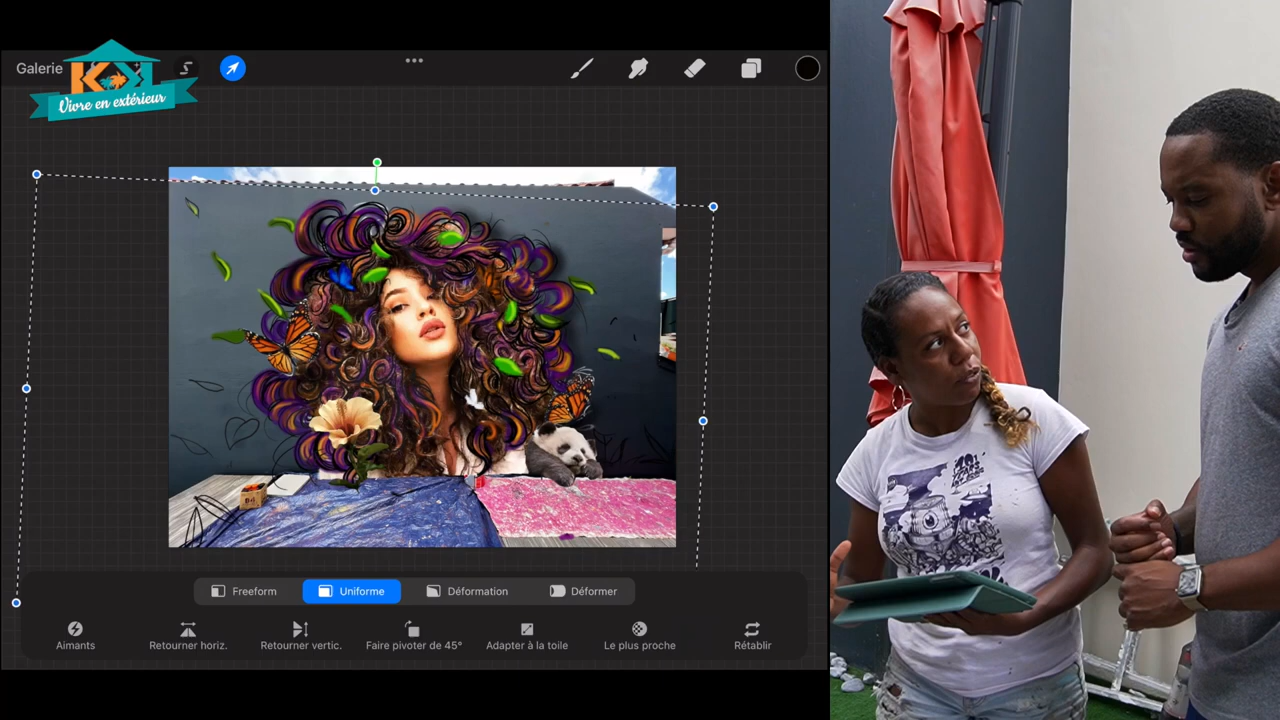 Galerie
KK
Vivre en extérieur
Freeform
Uniforme
Déformation
Déformer
Aimants
Retourner horiz.
Retourner vertic.
Faire pivoter de 45°
Adapter à la toile
Le plus proche
Rétablir